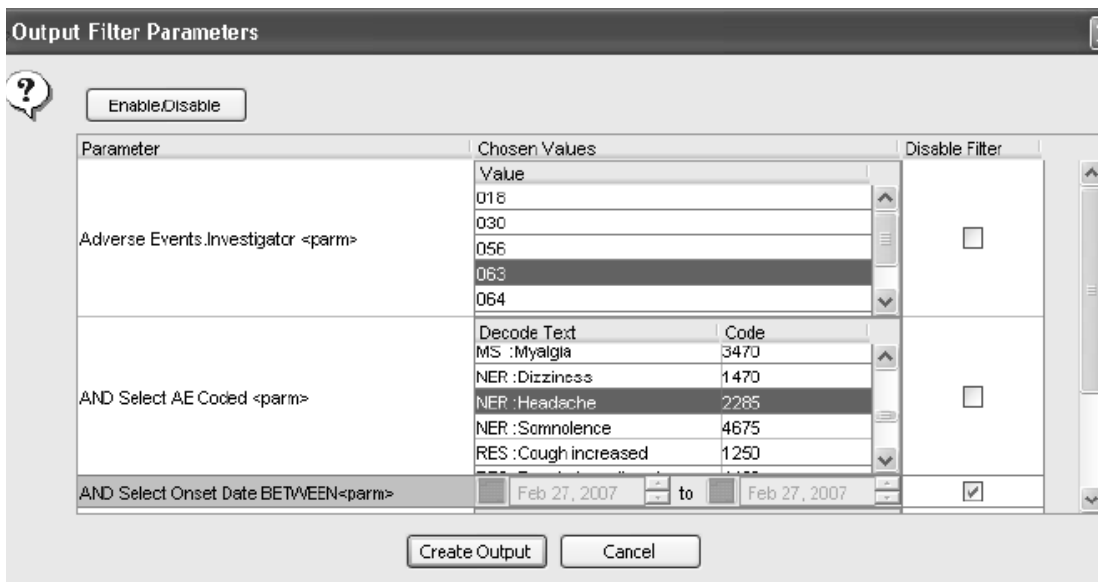 Output Filter Parameters
?
Enable/Disable
Parameter Chosen Values Disable Filter
Value
018
030
056
063
064
Adverse Events.Investigator <parm>
Decode Text Code
MS :Myalgia 3470
NER :Dizziness 1470
NER :Headache 2285
NER :Somnolence 4675
RES :Cough increased 1250
AND Select AE Coded <parm>
AND Select Onset Date BETWEEN<parm> Feb 27, 2007 to Feb 27, 2007
Create Output Cancel